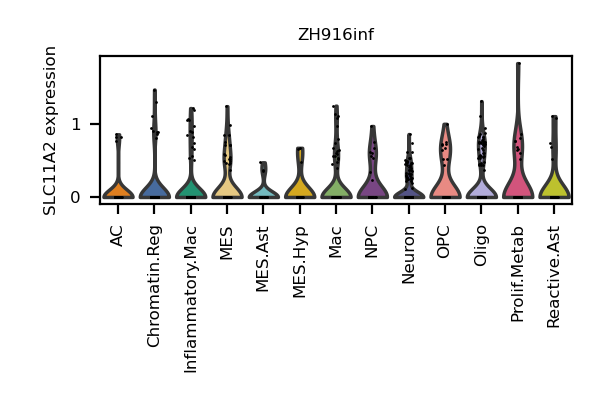 ZH916inf
SLC11A2 expression
1
0
AC
Chromatin.Reg
Inflammatory.Mac
MES
MES.Ast
MES.Hyp
Mac
NPC
Neuron
OPC
Oligo
Prolif.Metab
Reactive.Ast